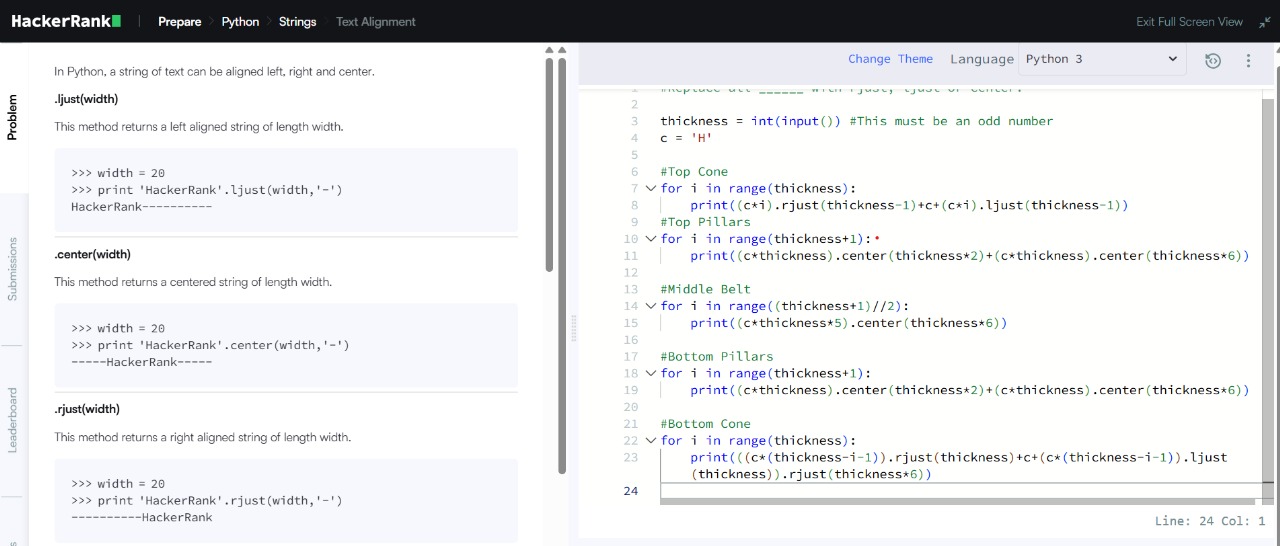 HackerRank
Prepare > Python > Strings > Text Alignment
Exit Full Screen View
Problem
Submissions
Leaderboard
In Python, a string of text can be aligned left, right and center.
.ljust(width)
This method returns a left aligned string of length width.
>>> width = 20
>>> print 'HackerRank'.ljust(width,'-')
HackerRank----------
.center(width)
This method returns a centered string of length width.
>>> width = 20
>>> print 'HackerRank'.center(width,'-')
-----HackerRank-----
.rjust(width)
This method returns a right aligned string of length width.
>>> width = 20
>>> print 'HackerRank'.rjust(width,'-')
----------HackerRank
Change Theme Language Python 3
1 #Replace all ______ with rjust, ljust or center.
2
3 thickness = int(input()) #This must be an odd number
4 c = 'H'
5
6 #Top Cone
7 for i in range(thickness):
8     print((c*i).rjust(thickness-1)+c+(c*i).ljust(thickness-1))
9 #Top Pillars
10 for i in range(thickness+1):•
11     print((c*thickness).center(thickness*2)+(c*thickness).center(thickness*6))
12
13 #Middle Belt
14 for i in range((thickness+1)//2):
15     print((c*thickness*5).center(thickness*6))
16
17 #Bottom Pillars
18 for i in range(thickness+1):
19     print((c*thickness).center(thickness*2)+(c*thickness).center(thickness*6))
20
21 #Bottom Cone
22 for i in range(thickness):
23     print(((c*(thickness-i-1)).rjust(thickness)+c+(c*(thickness-i-1)).ljust
(thickness)).rjust(thickness*6))
24
Line: 24 Col: 1